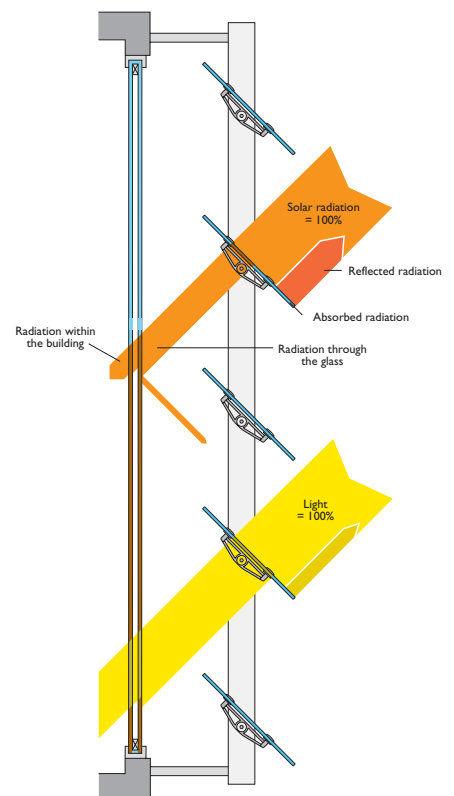 Solar radiation
= 100%
Reflected radiation
Absorbed radiation
Radiation within
the building
Radiation through
the glass
Light
= 100%